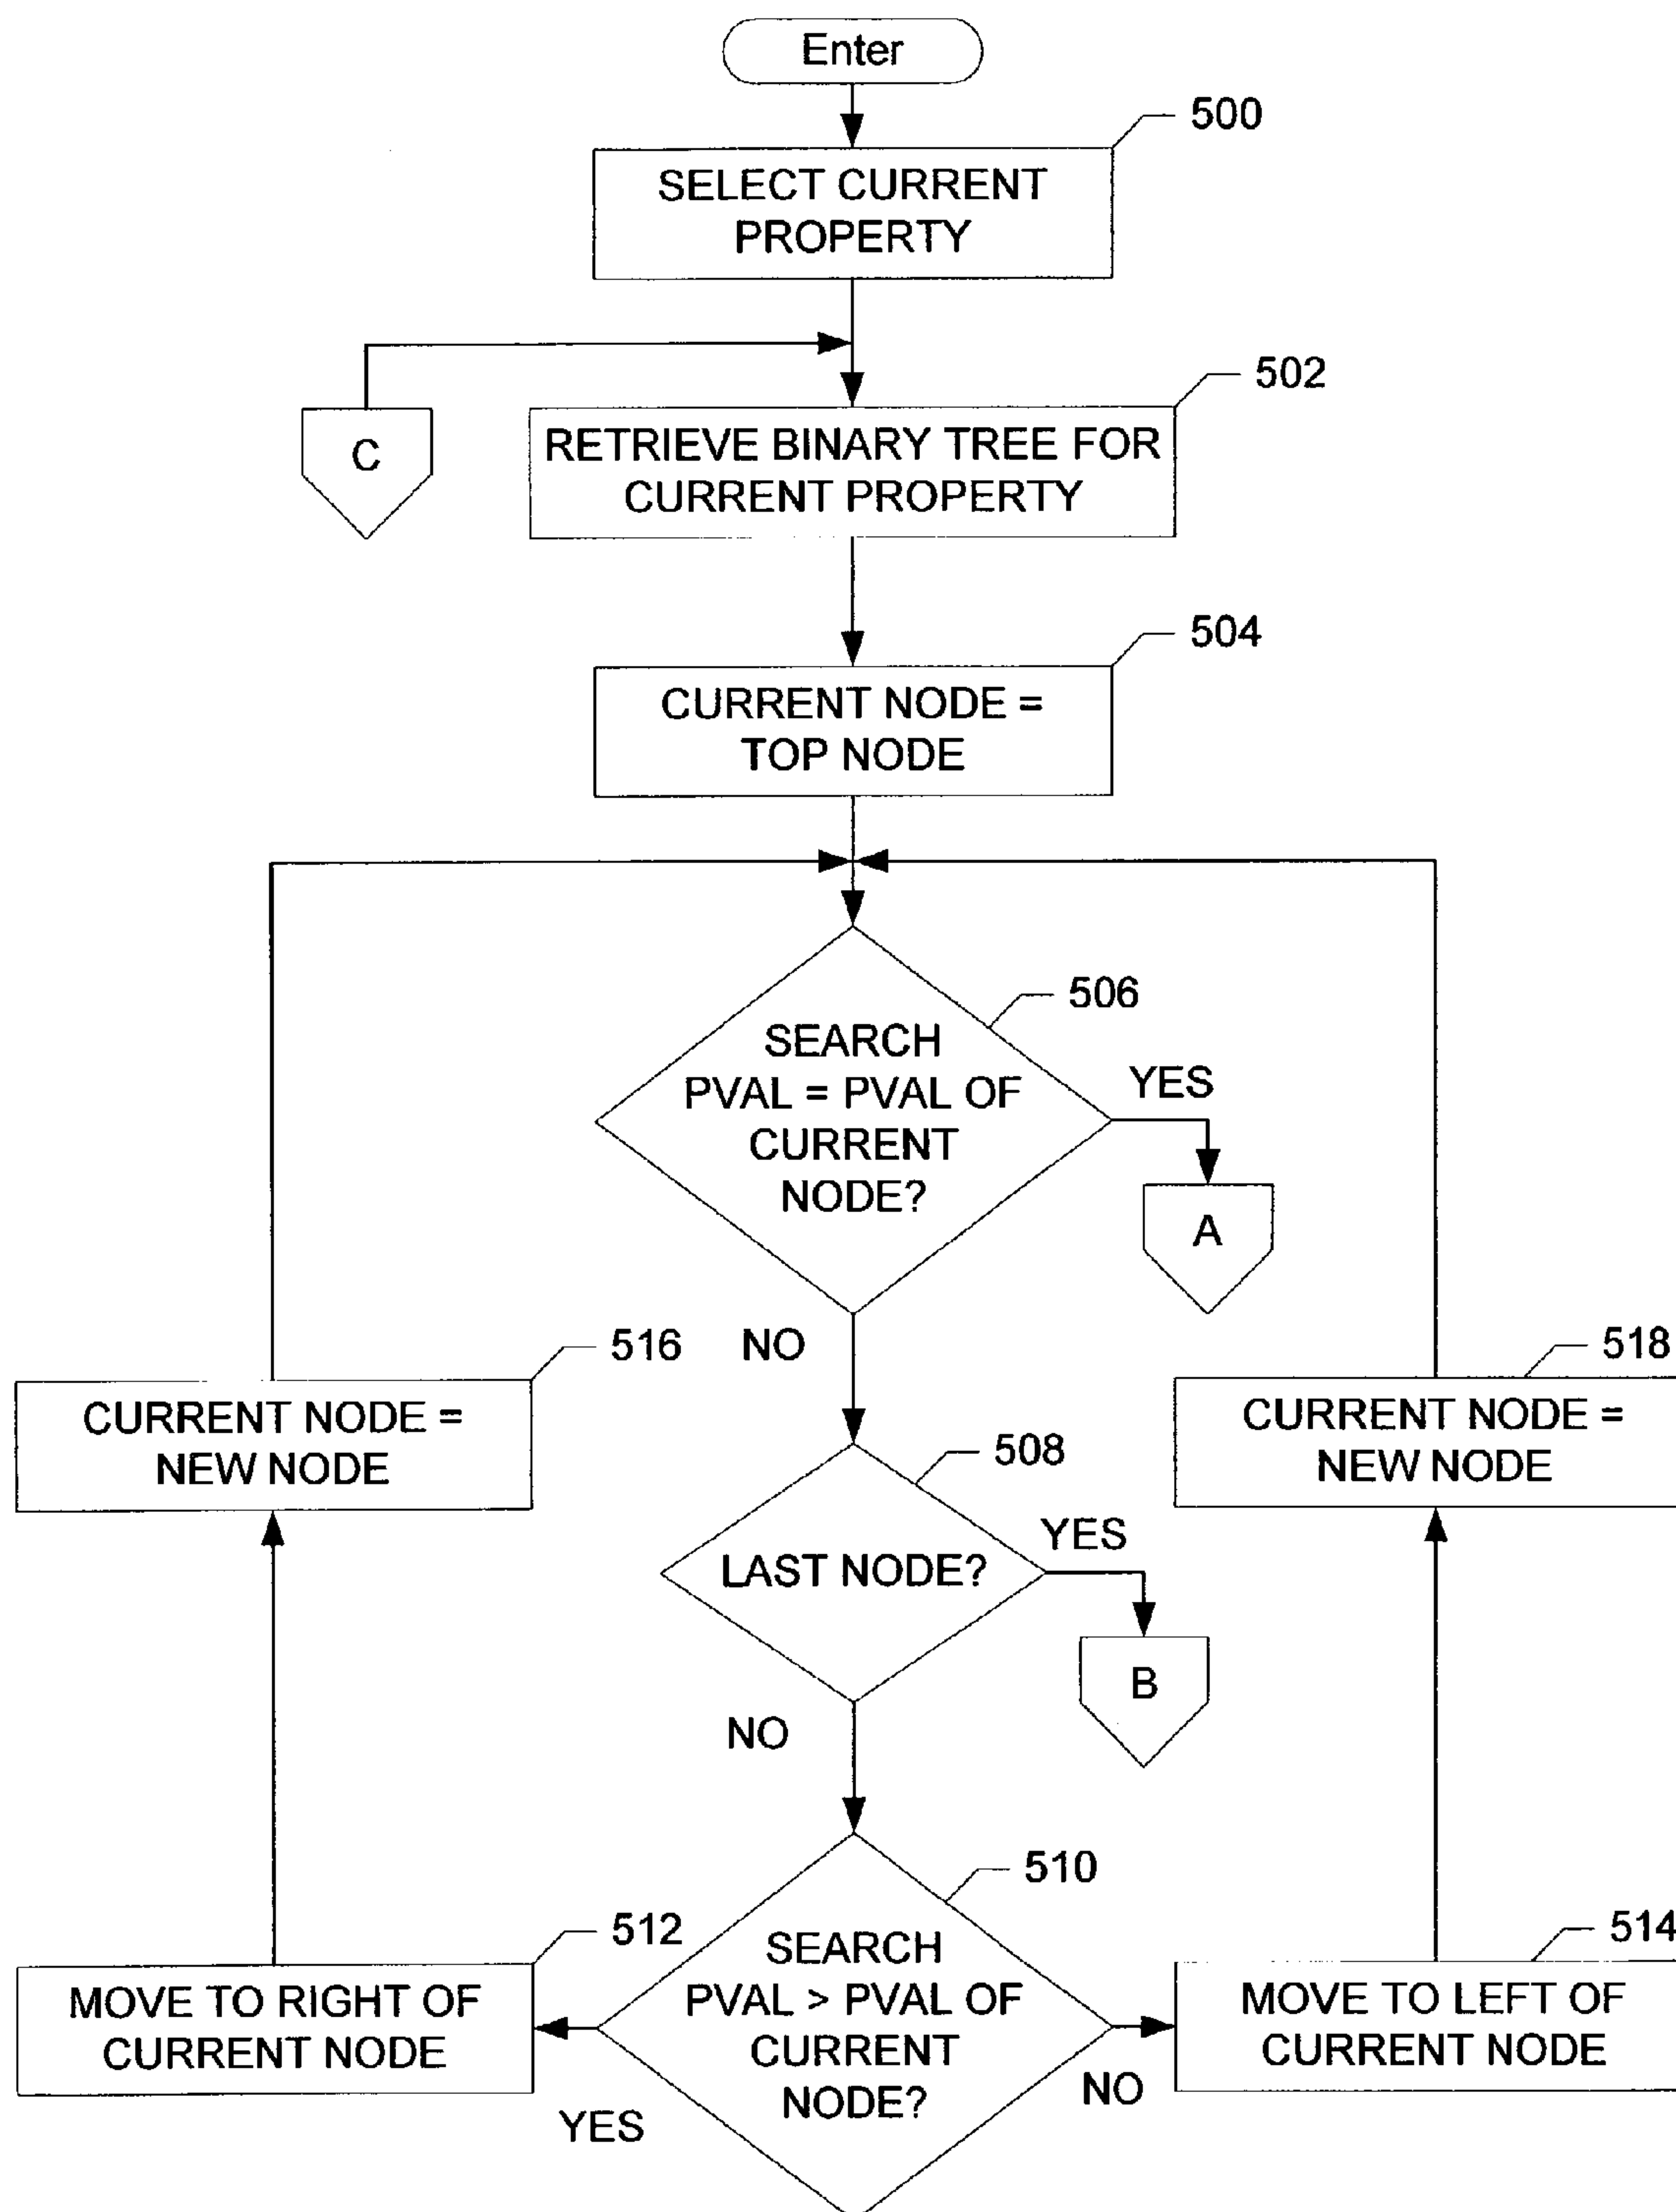 Enter
500
SELECT CURRENT
PROPERTY
502
C
RETRIEVE BINARY TREE FOR
CURRENT PROPERTY
504
CURRENT NODE =
TOP NODE
506
SEARCH
PVAL = PVAL OF
CURRENT
NODE?
YES
A
NO
516
CURRENT NODE =
NEW NODE
518
CURRENT NODE =
NEW NODE
508
LAST NODE?
YES
B
NO
510
SEARCH
PVAL > PVAL OF
CURRENT
NODE?
512
MOVE TO RIGHT OF
CURRENT NODE
YES
514
MOVE TO LEFT OF
CURRENT NODE
NO